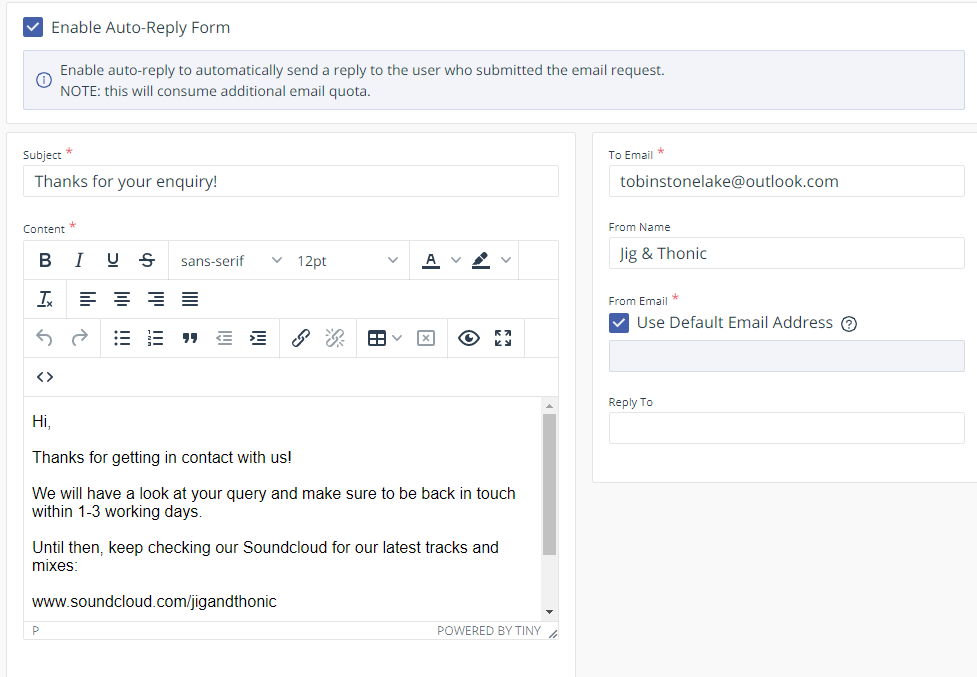 Enable Auto-Reply Form
Enable auto-reply to automatically send a reply to the user who submitted the email request.
NOTE: this will consume additional email quota.
Subject *
Thanks for your enquiry!
Content *
B I U S sans-serif 12pt A
Hi,
Thanks for getting in contact with us!
We will have a look at your query and make sure to be back in touch
within 1-3 working days.
Until then, keep checking our Soundcloud for our latest tracks and
mixes:
www.soundcloud.com/jigandthonic
P POWERED BY TINY
To Email *
tobinstonelake@outlook.com
From Name
Jig & Thonic
From Email *
Use Default Email Address
Reply To